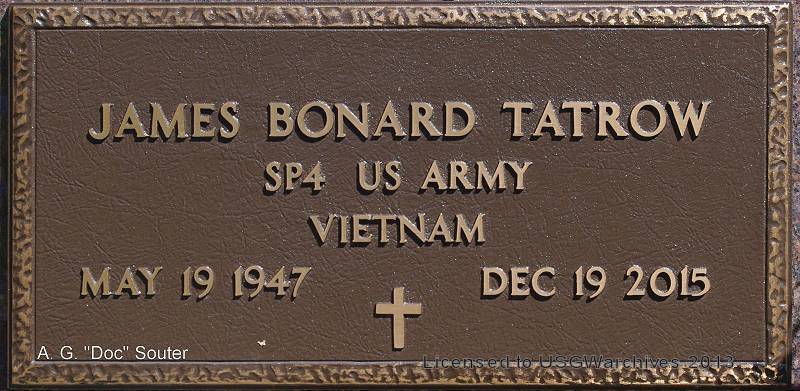 JAMES BONARD TATROW
SP4 US ARMY
VIETNAM
MAY 19 1947 DEC 19 2015
A. G. "Doc" Souter
Licensed to USGWarchives 2013